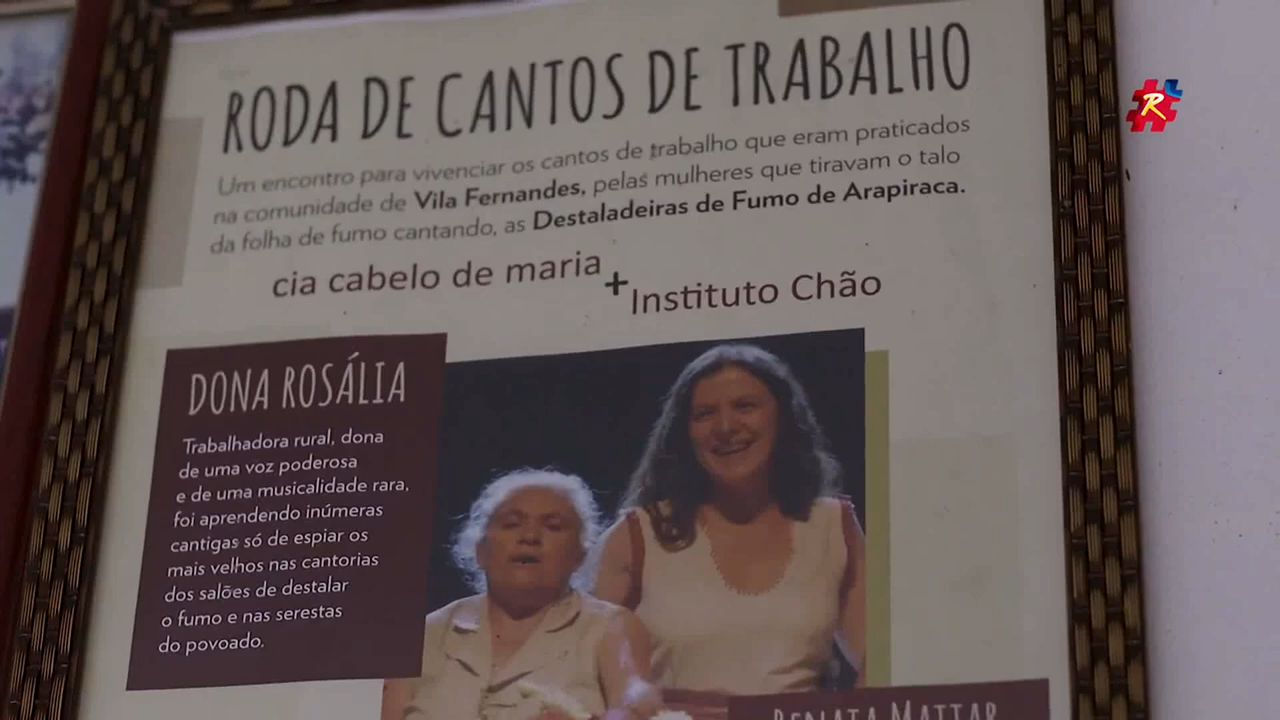 RODA DE CANTOS DE TRABALHO
Um encontro para vivenciar os cantos de trabalho que eram praticados
na comunidade de Vila Fernandes, pelas mulheres que tiravam o talo
da folha de fumo cantando, as Destaladeiras de Fumo de Arapiraca.
cia cabelo de maria
+
Instituto Chão
DONA ROSÁLIA
Trabalhadora rural, dona
de uma voz poderosa
e de uma musicalidade rara,
foi aprendendo inúmeras
cantigas só de espiar os
mais velhos nas cantorias
dos salões de destalar
o fumo e nas serestas
do povoado.
RENATA MATTAR
R